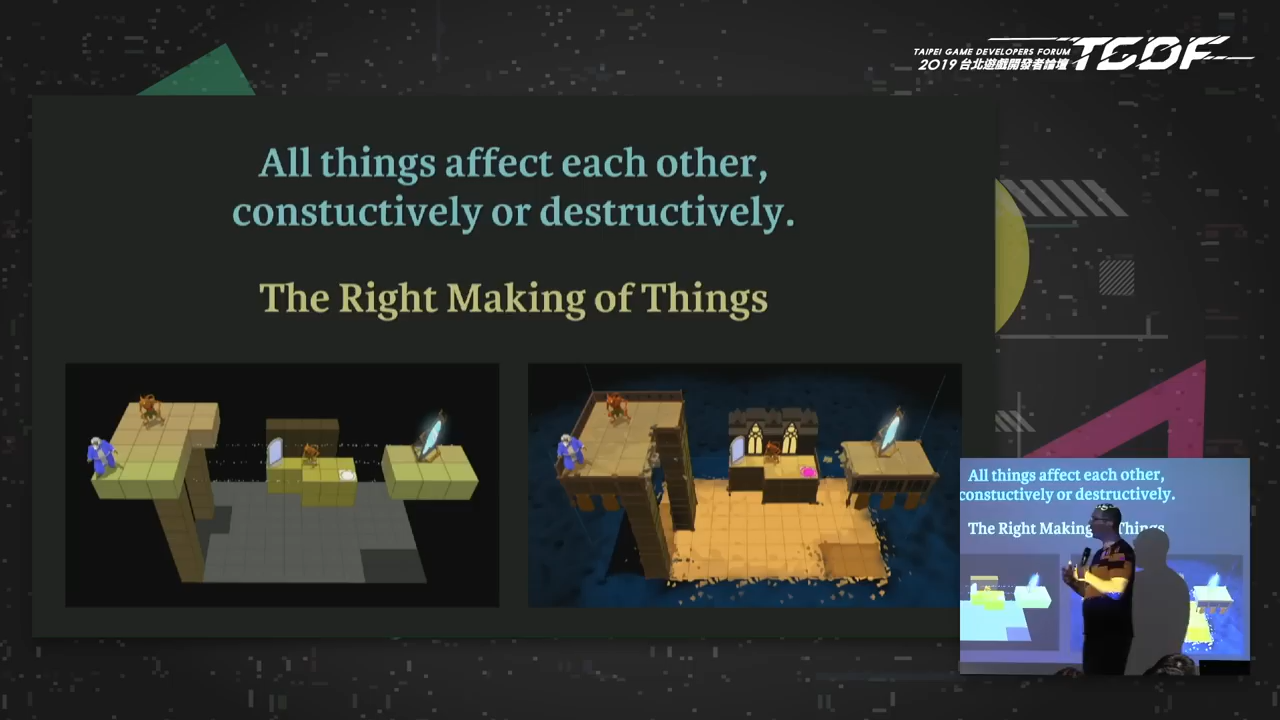 TAIPEI GAME DEVELOPERS FORUM
2019 台北遊戲開發者論壇
TGDF
All things affect each other,
constuctively or destructively.
The Right Making of Things
All things affect each other,
constuctively or destructively.
The Right Making Things